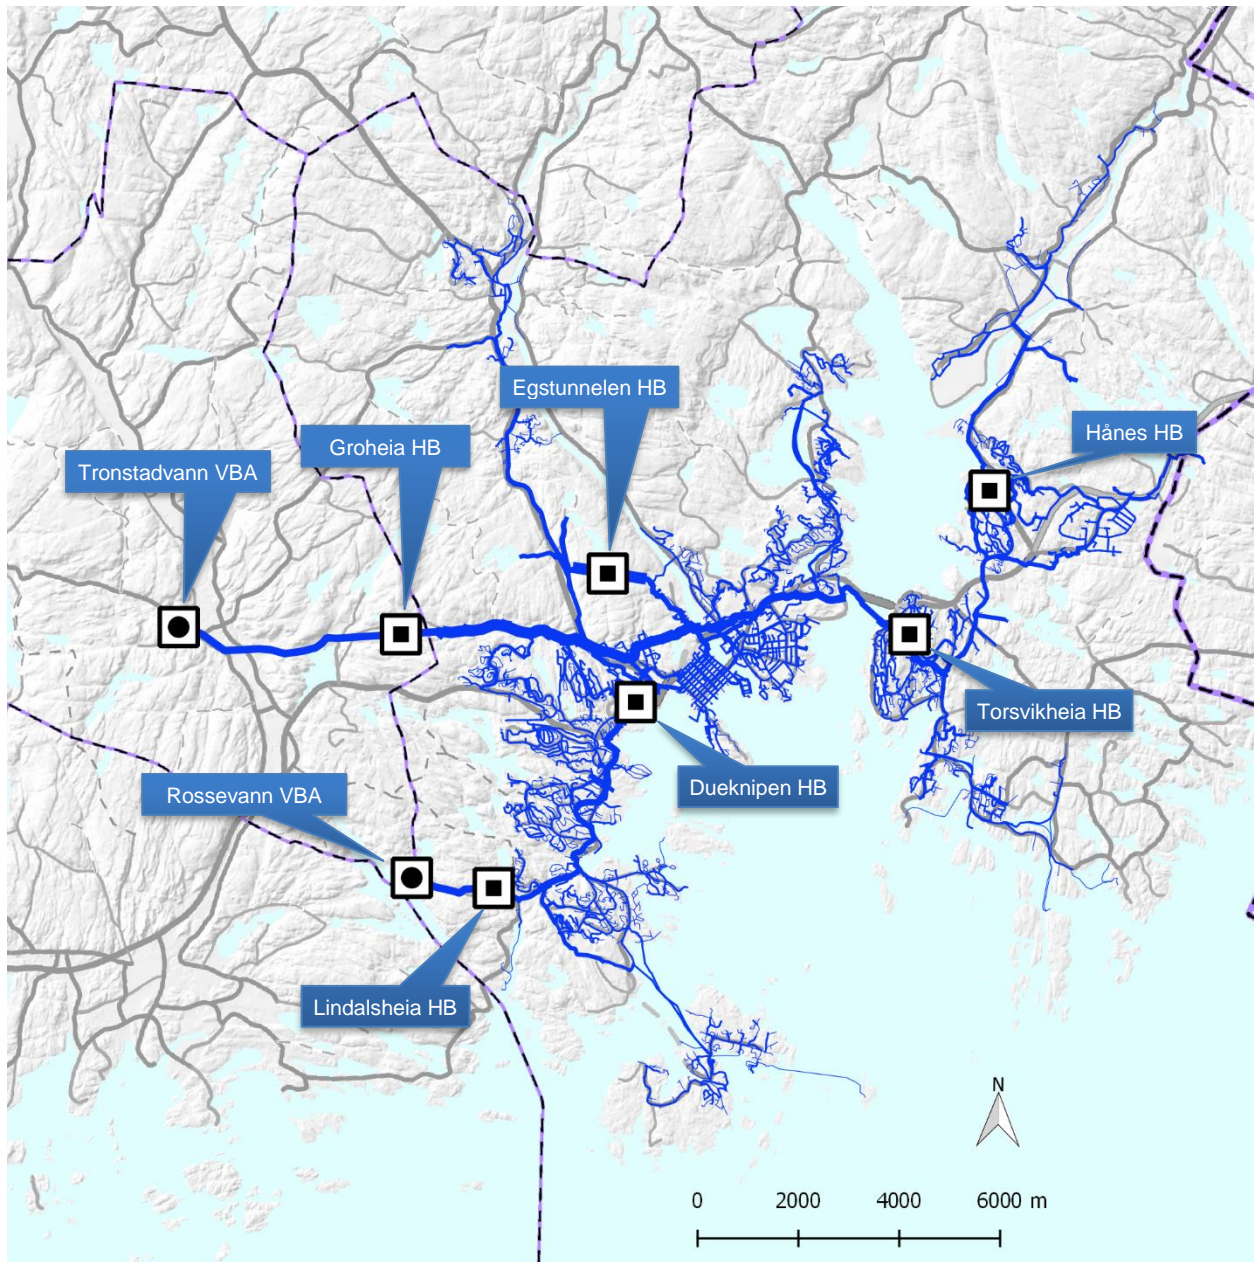 Egstunnelen HB
Groheia HB
Hånes HB
Tronstadvann VBA
Torsvikheia HB
Dueknipen HB
Rossevann VBA
Lindalsheia HB
N
0 2000 4000 6000 m